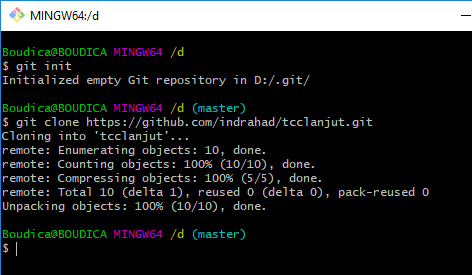 MINGW64:/d
Boudica@BOUDICA MINGW64 /d
$ git init
Initialized empty Git repository in D:/.git/
Boudica@BOUDICA MINGW64 /d (master)
$ git clone https://github.com/indrahad/tcclanjut.git
Cloning into 'tcclanjut'...
remote: Enumerating objects: 10, done.
remote: Counting objects: 100% (10/10), done.
remote: Compressing objects: 100% (5/5), done.
remote: Total 10 (delta 1), reused 0 (delta 0), pack-reused 0
Unpacking objects: 100% (10/10), done.
Boudica@BOUDICA MINGW64 /d (master)
$